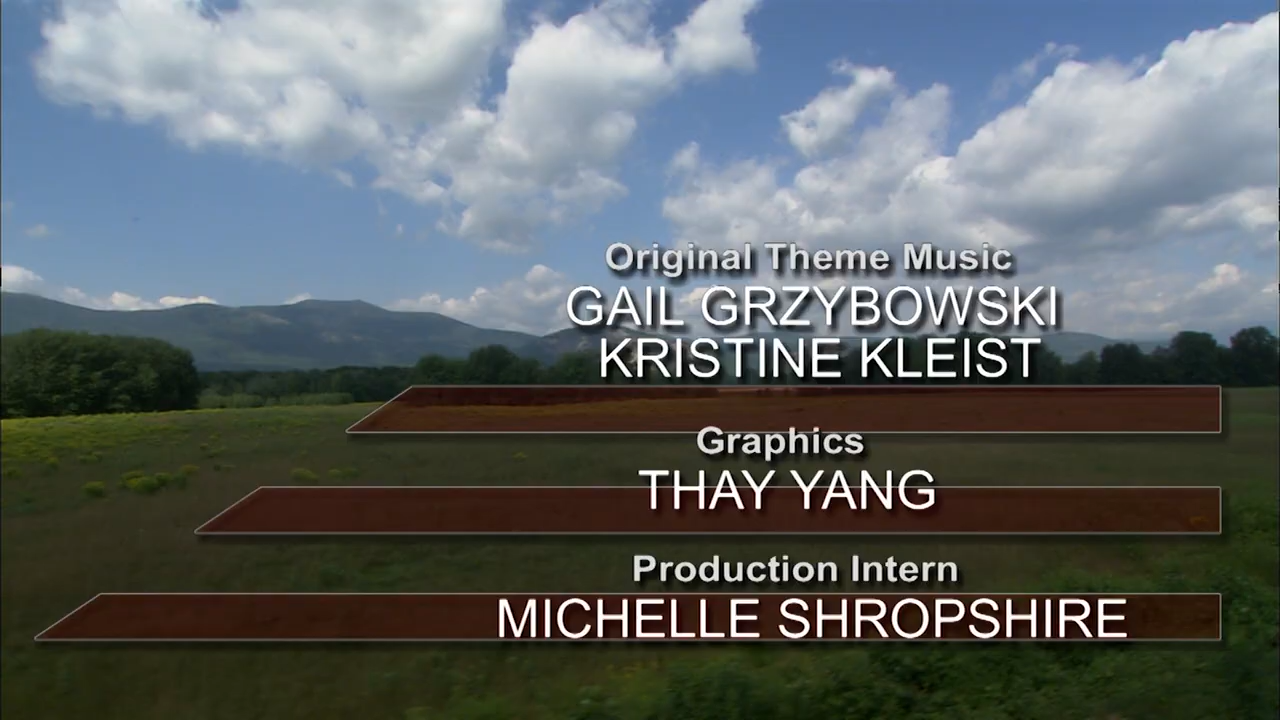 Original Theme Music
GAIL GRZYBOWSKI
KRISTINE KLEIST
Graphics
THAY YANG
Production Intern
MICHELLE SHROPSHIRE